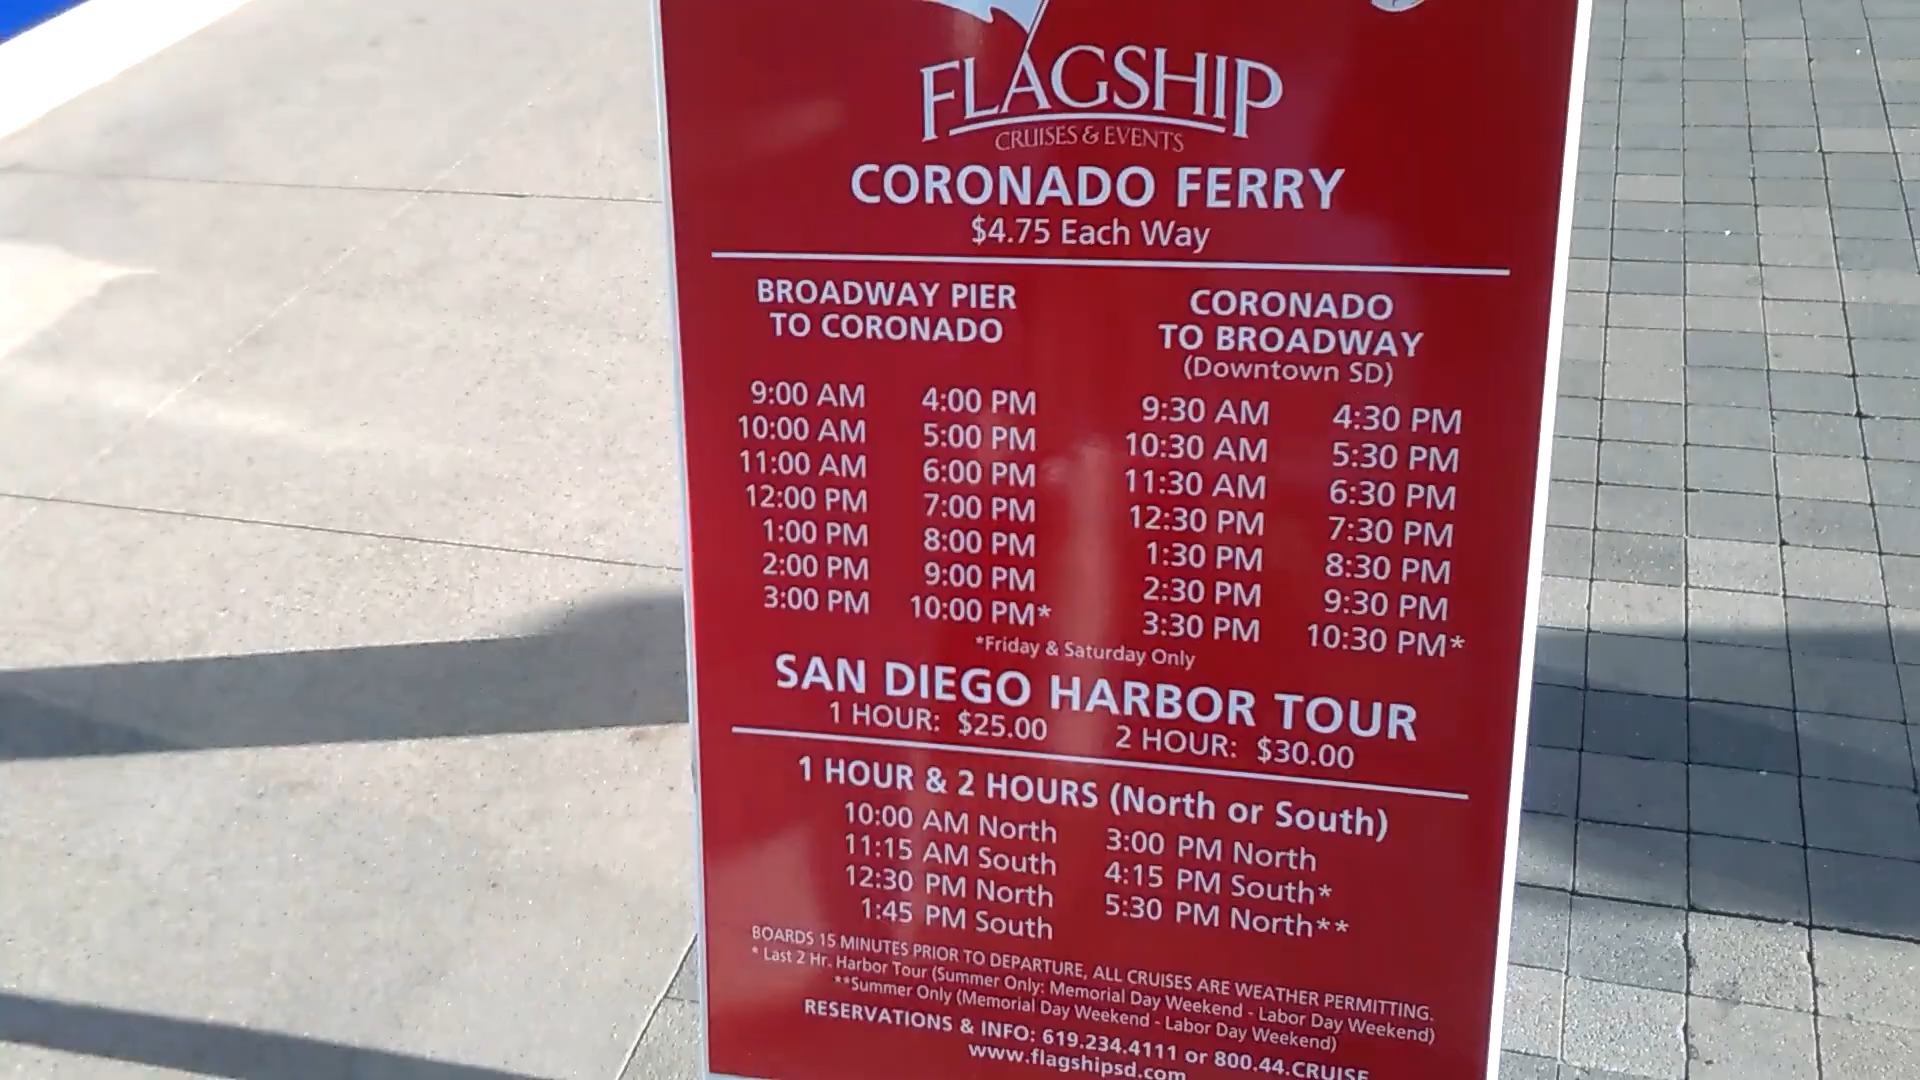 FLAGSHIP
CRUISES & EVENTS
CORONADO FERRY
$4.75 Each Way
BROADWAY PIER
TO CORONADO
9:00 AM 4:00 PM
10:00 AM 5:00 PM
11:00 AM 6:00 PM
12:00 PM 7:00 PM
1:00 PM 8:00 PM
2:00 PM 9:00 PM
3:00 PM 10:00 PM*
CORONADO
TO BROADWAY
(Downtown SD)
9:30 AM 4:30 PM
10:30 AM 5:30 PM
11:30 AM 6:30 PM
12:30 PM 7:30 PM
1:30 PM 8:30 PM
2:30 PM 9:30 PM
3:30 PM 10:30 PM*
*Friday & Saturday Only
SAN DIEGO HARBOR TOUR
1 HOUR: $25.00 2 HOUR: $30.00
1 HOUR & 2 HOURS (North or South)
10:00 AM North 3:00 PM North
11:15 AM South 4:15 PM South*
12:30 PM North 5:30 PM North**
1:45 PM South
BOARDS 15 MINUTES PRIOR TO DEPARTURE, ALL CRUISES ARE WEATHER PERMITTING.
* Last 2 Hr. Harbor Tour (Summer Only: Memorial Day Weekend - Labor Day Weekend)
**Summer Only (Memorial Day Weekend - Labor Day Weekend)
RESERVATIONS & INFO: 619.234.4111 or 800.44.CRUISE
www.flagshipsd.com